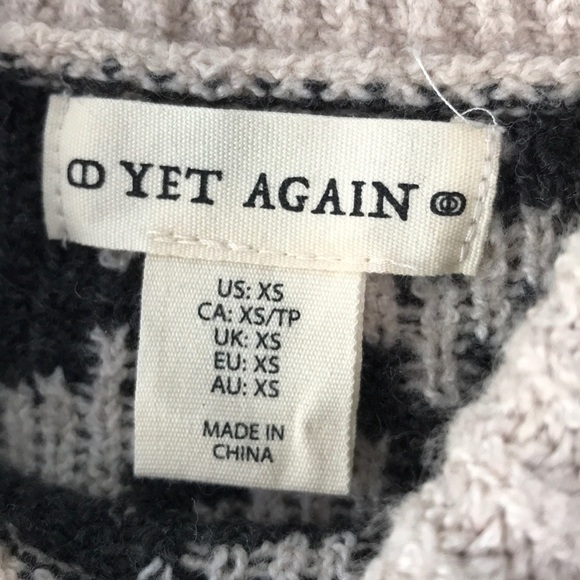 YET AGAIN
US: XS
CA: XS/TP
UK: XS
EU: XS
AU: XS
MADE IN
CHINA